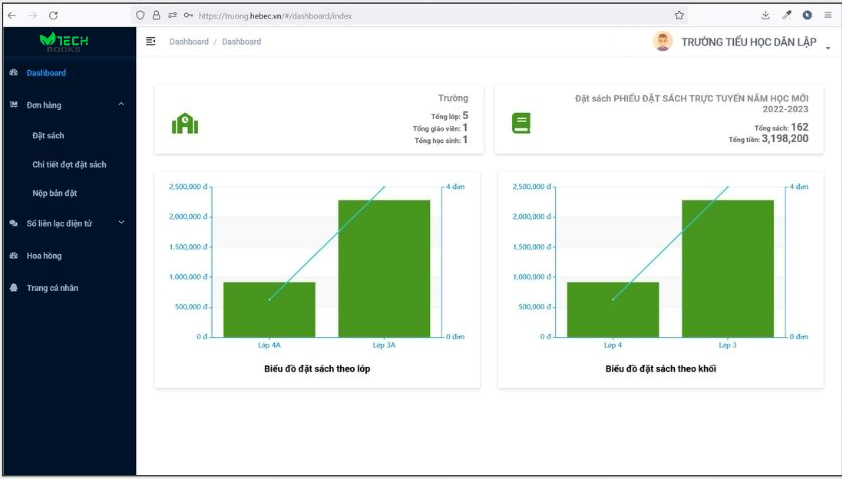 https://truong.hebec.vn/#/dashboard/index
VTECH
BOOKS
Dashboard / Dashboard
TRƯỜNG TIỂU HỌC DÂN LẬP
Dashboard
Đơn hàng
Đặt sách
Chi tiết đợt đặt sách
Nộp bản đặt
Sổ liên lạc điện tử
Hoa hồng
Trang cá nhân
Trường
Tổng lớp: 5
Tổng giáo viên: 1
Tổng học sinh: 1
Đặt sách PHIẾU ĐẶT SÁCH TRỰC TUYẾN NĂM HỌC MỚI
2022-2023
Tổng sách: 162
Tổng tiền: 3,198,200
2,500,000 đ
2,000,000 đ
1,500,000 đ
1,000,000 đ
500,000 đ
0 đ
4 đơn
0 đơn
Lớp 4A
Lớp 3A
Biểu đồ đặt sách theo lớp
2,500,000 đ
2,000,000 đ
1,500,000 đ
1,000,000 đ
500,000 đ
0 đ
4 đơn
0 đơn
Lớp 4
Lớp 3
Biểu đồ đặt sách theo khối